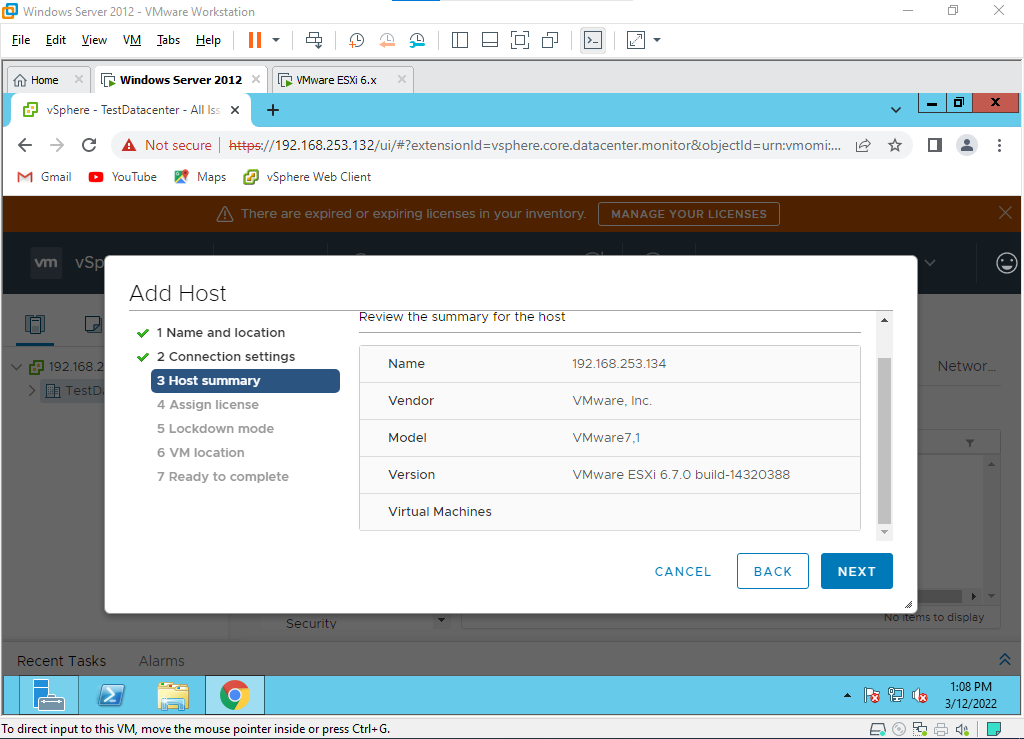 Windows Server 2012 - VMware Workstation
File Edit View VM Tabs Help
Home Windows Server 2012 VMware ESXi 6.x
vSphere - TestDatacenter - All Iss
Not secure https://192.168.253.132/ui/#?extensionId=vsphere.core.datacenter.monitor&objectId=urn:vmomi:...
Gmail YouTube Maps vSphere Web Client
There are expired or expiring licenses in your inventory. MANAGE YOUR LICENSES
vm vSp
Add Host
1 Name and location
2 Connection settings
3 Host summary
4 Assign license
5 Lockdown mode
6 VM location
7 Ready to complete
Review the summary for the host
Name 192.168.253.134
Vendor VMware, Inc.
Model VMware7,1
Version VMware ESXi 6.7.0 build-14320388
Virtual Machines
CANCEL BACK NEXT
192.168.2
TestD
Networ...
No items to display
Security
Recent Tasks Alarms
1:08 PM
3/12/2022
To direct input to this VM, move the mouse pointer inside or press Ctrl+G.